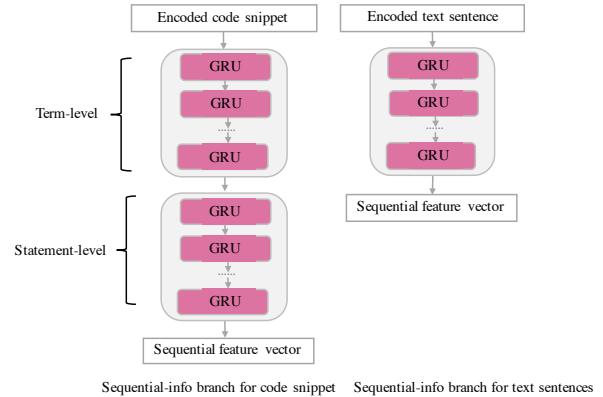 Encoded code snippet
Encoded text sentence
Term-level
GRU
GRU
......
GRU
GRU
GRU
......
GRU
Sequential feature vector
Statement-level
GRU
GRU
......
GRU
Sequential feature vector
Sequential-info branch for code snippet
Sequential-info branch for text sentences